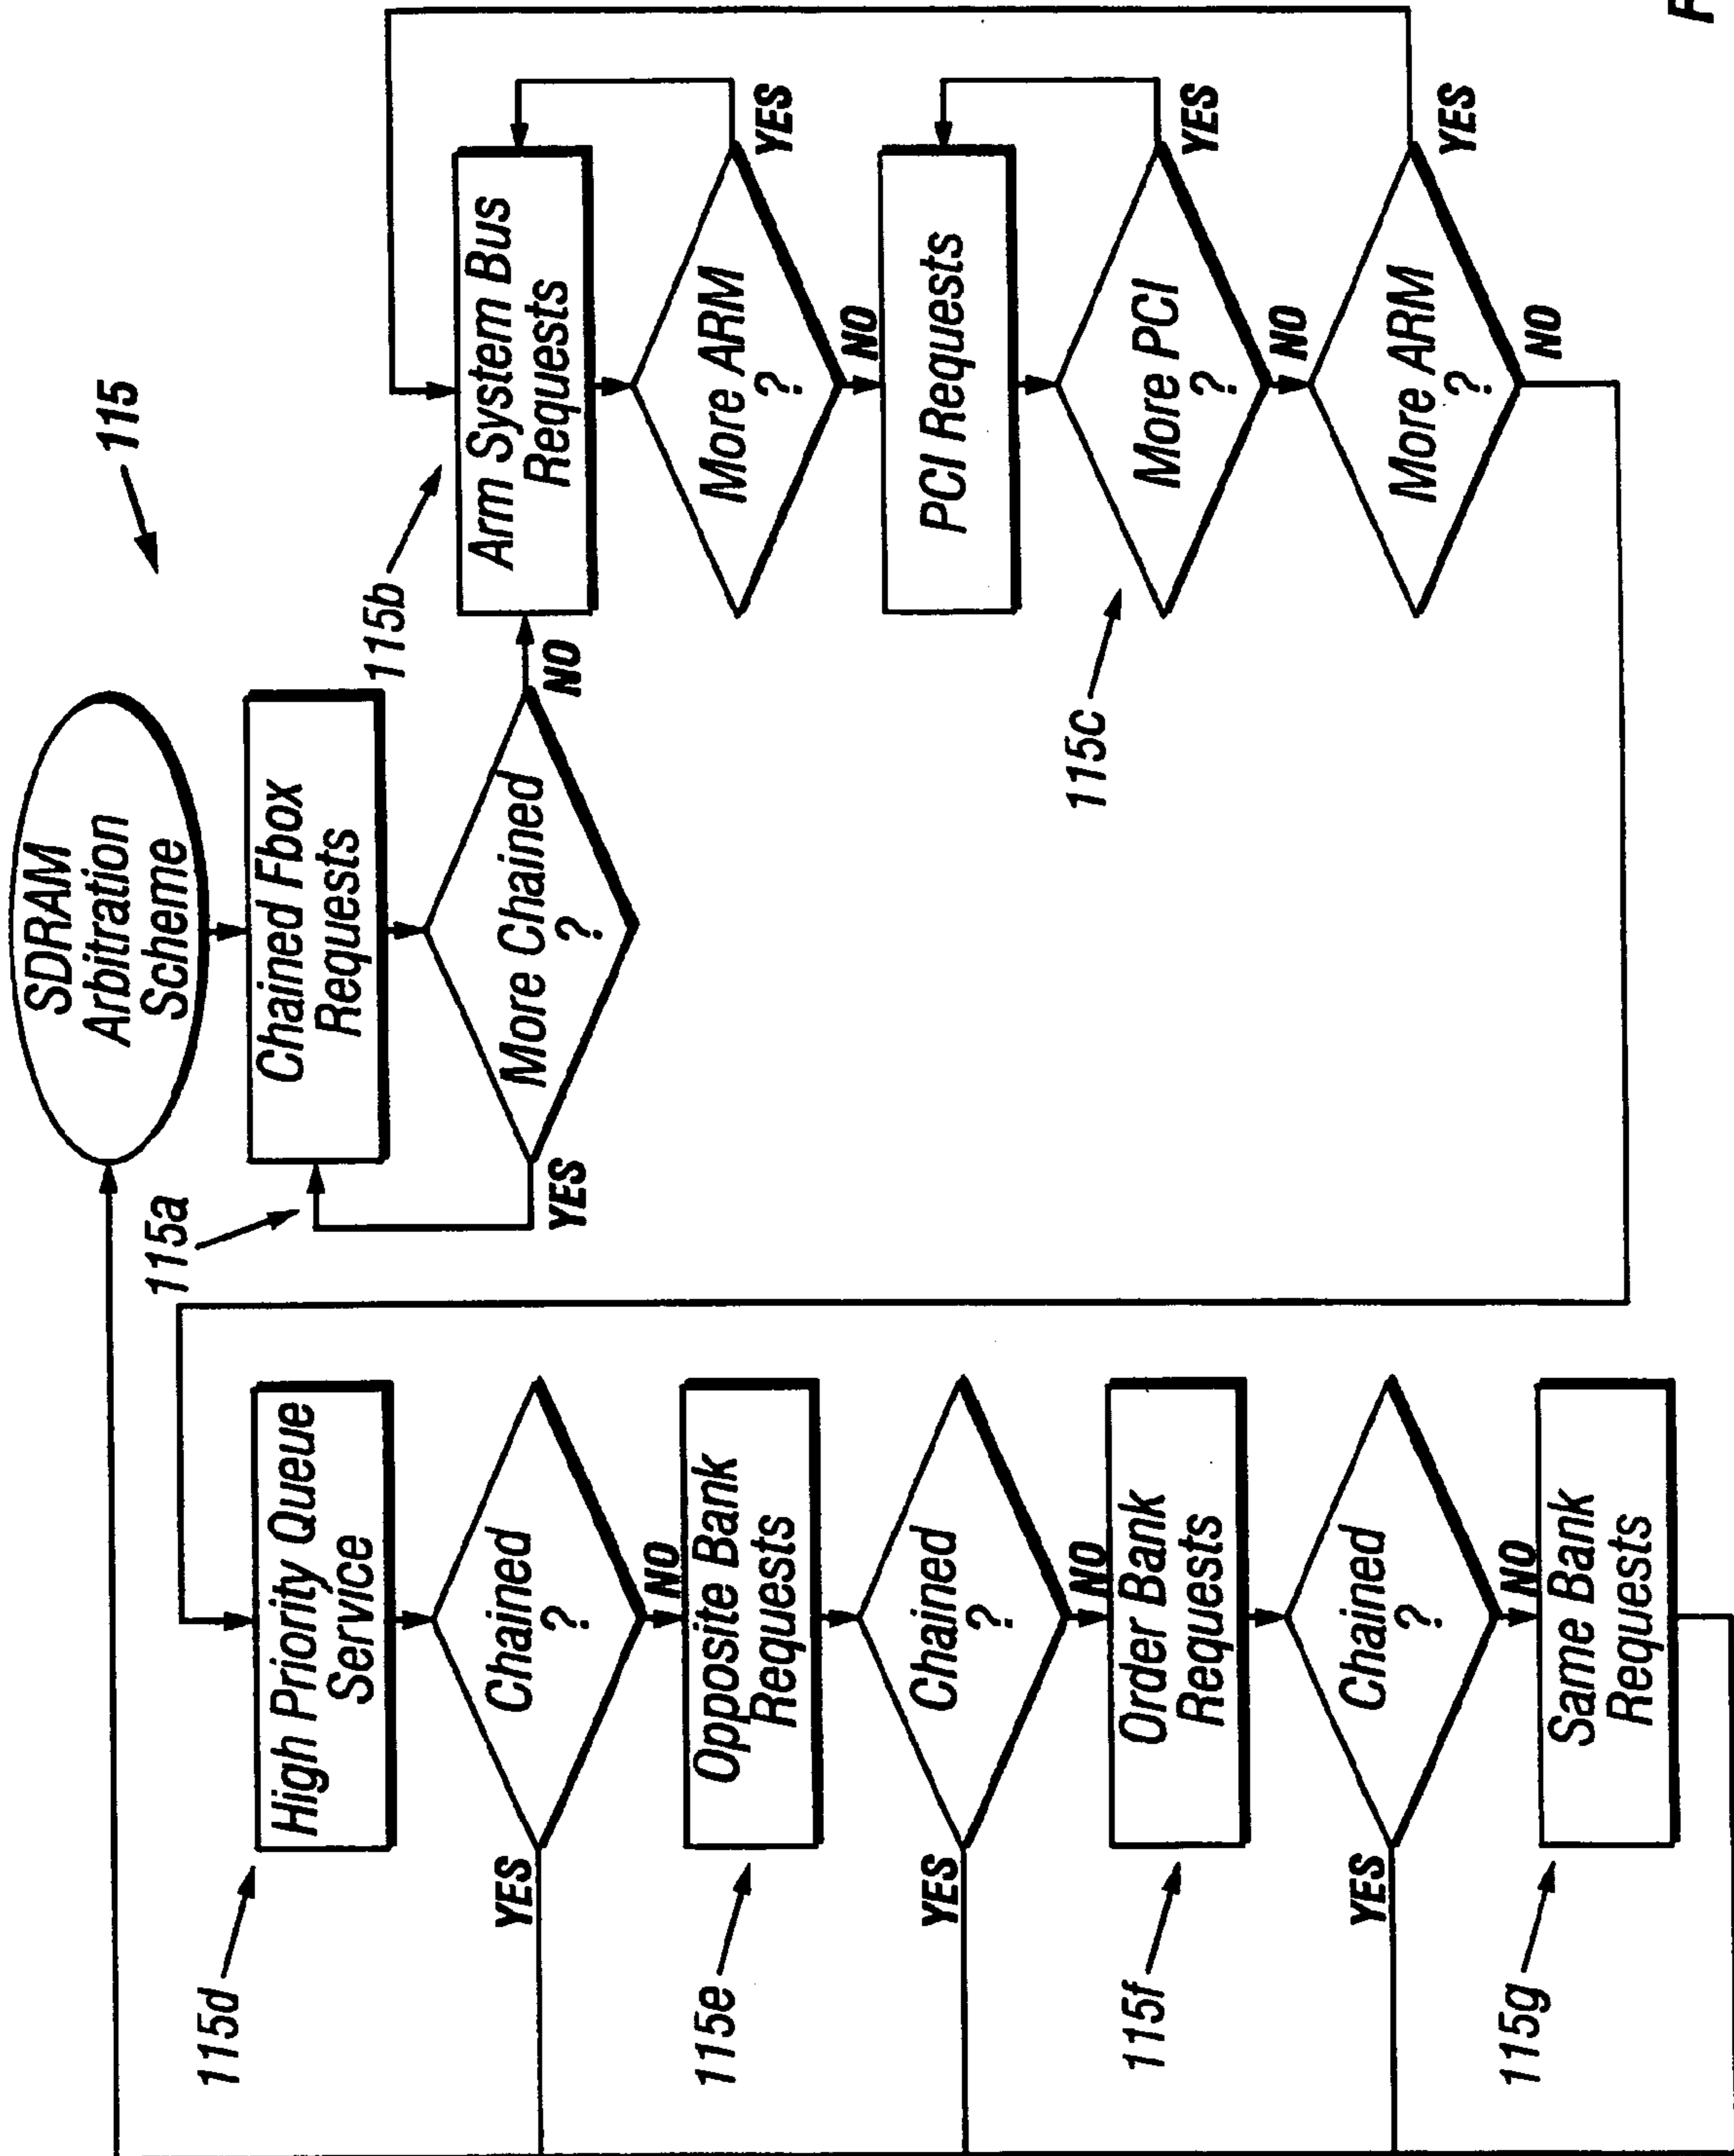 115
SDRAM
Arbitration
Scheme
115a
Chained Fbox
Requests
More Chained
?
YES
NO
115b
Arm System Bus
Requests
More ARM
?
YES
NO
PCI Requests
115c
More PCI
?
YES
NO
More ARM
?
YES
NO
115d
High Priority Queue
Service
Chained
?
YES
NO
115e
Opposite Bank
Requests
Chained
?
YES
NO
115f
Order Bank
Requests
Chained
?
YES
NO
115g
Same Bank
Requests